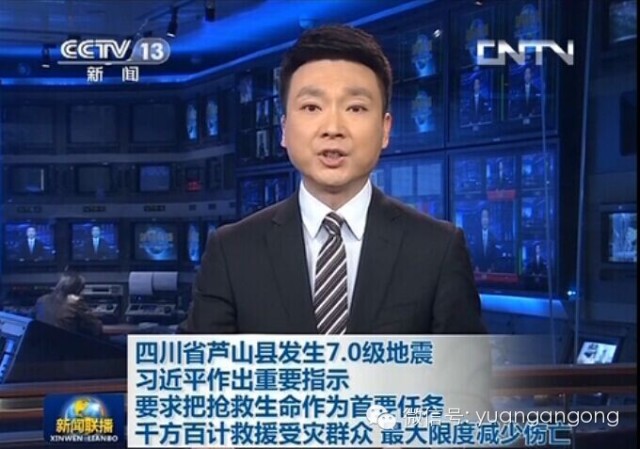 CCTV 13
新闻
CNTV
四川省芦山县发生7.0级地震
习近平作出重要指示
要求把抢救生命作为首要任务
千方百计救援受灾群众 最大限度减少伤亡
新闻联播
XINWEN LIANBO
微信号: yuangangong